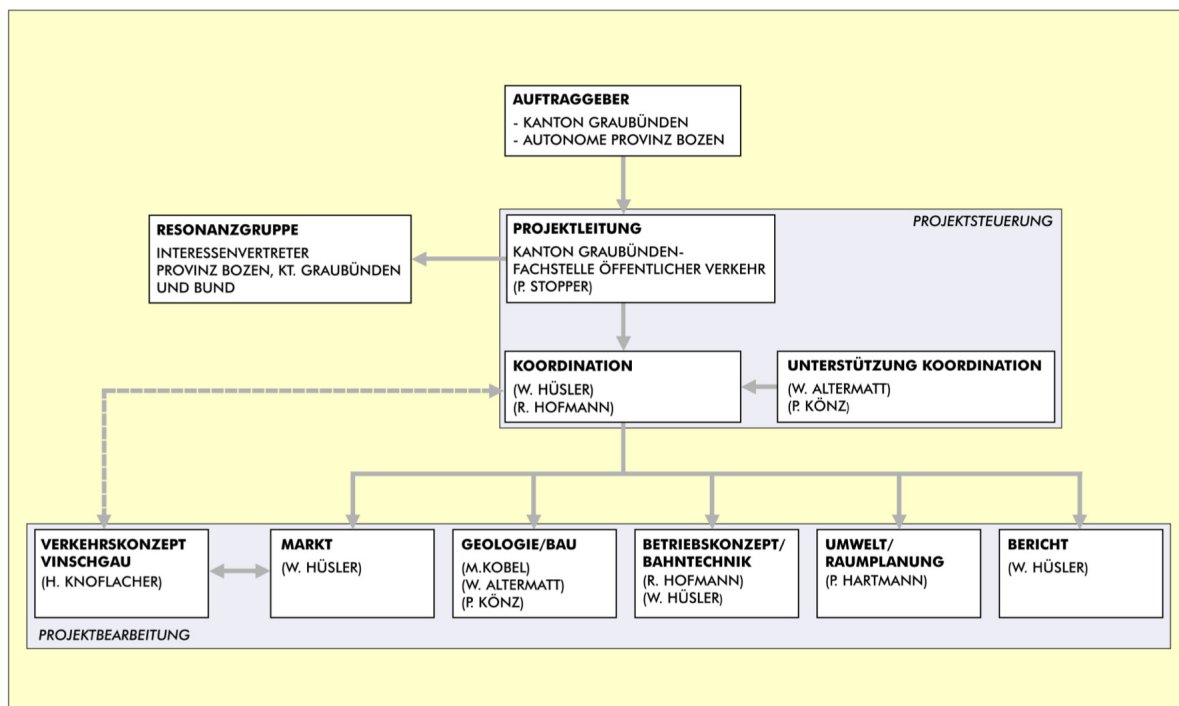 AUFTRAGGEBER
- KANTON GRAUBÜNDEN
- AUTONOME PROVINZ BOZEN
PROJEKTSTEUERUNG
RESONANZGRUPPE
INTERESSENVERTRETER
PROVINZ BOZEN, KT. GRAUBÜNDEN
UND BUND
PROJEKTLEITUNG
KANTON GRAUBÜNDEN-
FACHSTELLE ÖFFENTLICHER VERKEHR
(P. STOPPER)
KOORDINATION
(W. HÜSLER)
(R. HOFMANN)
UNTERSTÜTZUNG KOORDINATION
(W. ALTERMATT)
(P. KÖNZ)
VERKEHRSKONZEPT
VINSCHGAU
(H. KNOFLACHER)
MARKT
(W. HÜSLER)
GEOLOGIE/BAU
(M.KOBEL)
(W. ALTERMATT)
(P. KÖNZ)
BETRIEBSKONZEPT/
BAHNTECHNIK
(R. HOFMANN)
(W. HÜSLER)
UMWELT/
RAUMPLANUNG
(P. HARTMANN)
BERICHT
(W. HÜSLER)
PROJEKTBEARBEITUNG